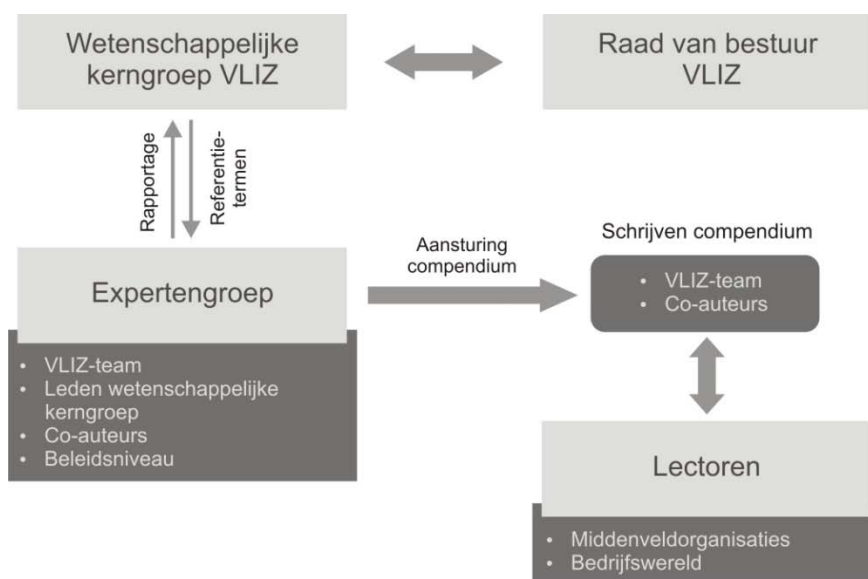 Wetenschappelijke
kerngroep VLIZ
Raad van bestuur
VLIZ
Rapportage
Referentie-
termen
Expertengroep
• VLIZ-team
• Leden wetenschappelijke
kerngroep
• Co-auteurs
• Beleidsniveau
Aansturing
compendium
Schrijven compendium
• VLIZ-team
• Co-auteurs
Lectoren
• Middenveldorganisaties
• Bedrijfswereld